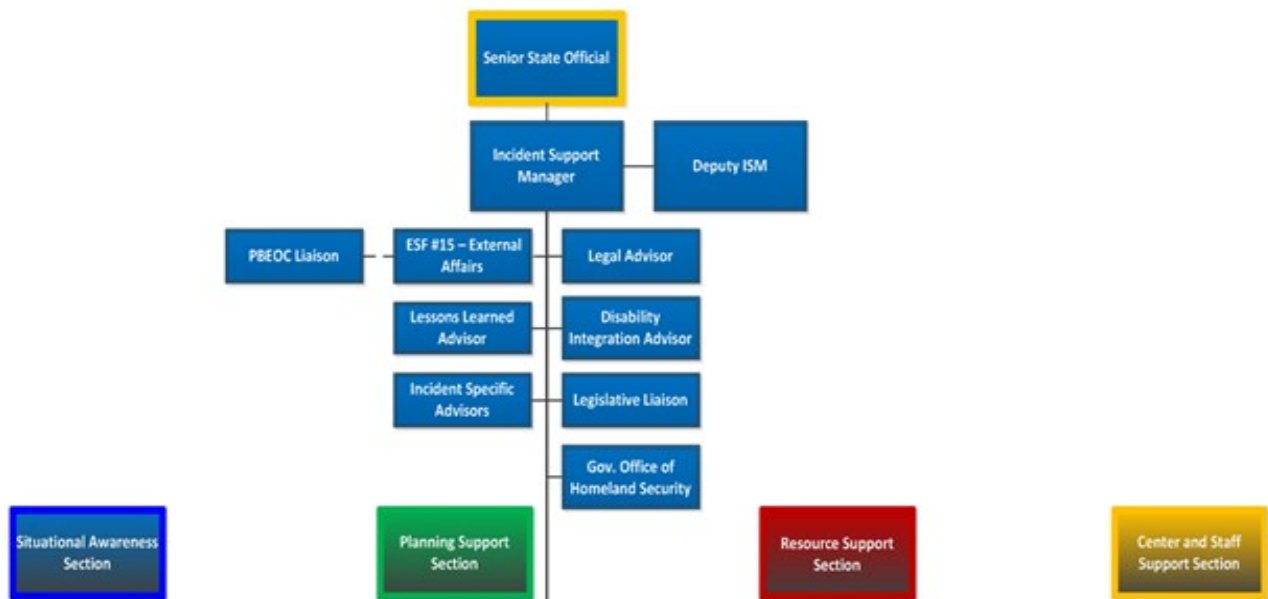 Senior State Official
Incident Support
Manager
Deputy ISM
PBEOC Liaison
ESF #15 – External
Affairs
Legal Advisor
Lessons Learned
Advisor
Disability
Integration Advisor
Incident Specific
Advisors
Legislative Liaison
Gov. Office of
Homeland Security
Situational Awareness
Section
Planning Support
Section
Resource Support
Section
Center and Staff
Support Section